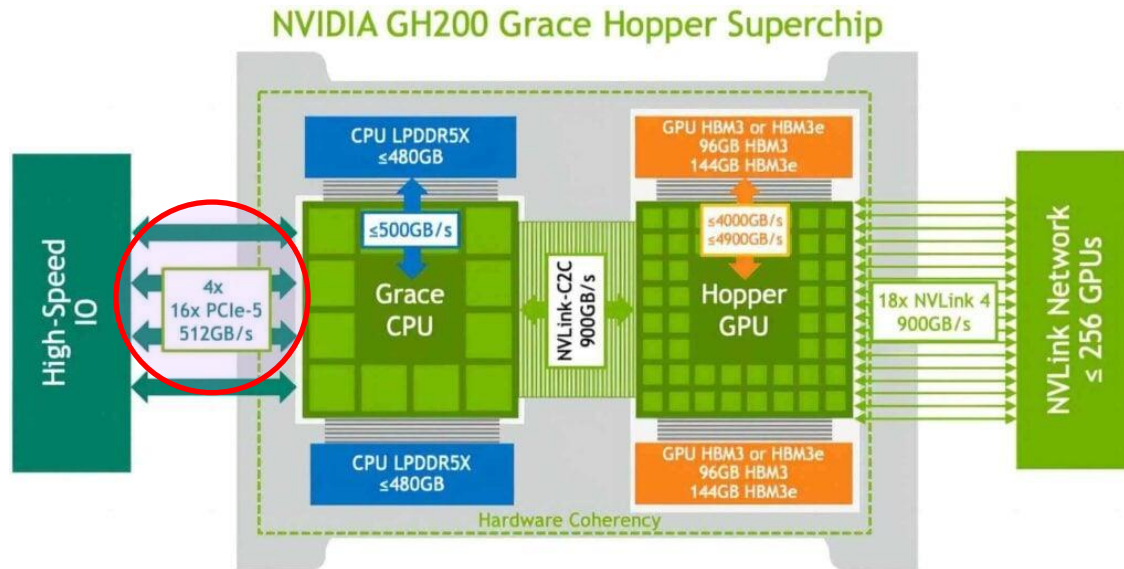 NVIDIA GH200 Grace Hopper Superchip
High-Speed
IO
4x
16x PCIe-5
512GB/s
CPU LPDDR5X
≤480GB
≤500GB/s
Grace
CPU
CPU LPDDR5X
≤480GB
NVLink-C2C
900GB/s
GPU HBM3 or HBM3e
96GB HBM3
144GB HBM3e
≤4000GB/s
≤4900GB/s
Hopper
GPU
GPU HBM3 or HBM3e
96GB HBM3
144GB HBM3e
18x NVLink 4
900GB/s
NVLink Network
≤ 256 GPUs
Hardware Coherency